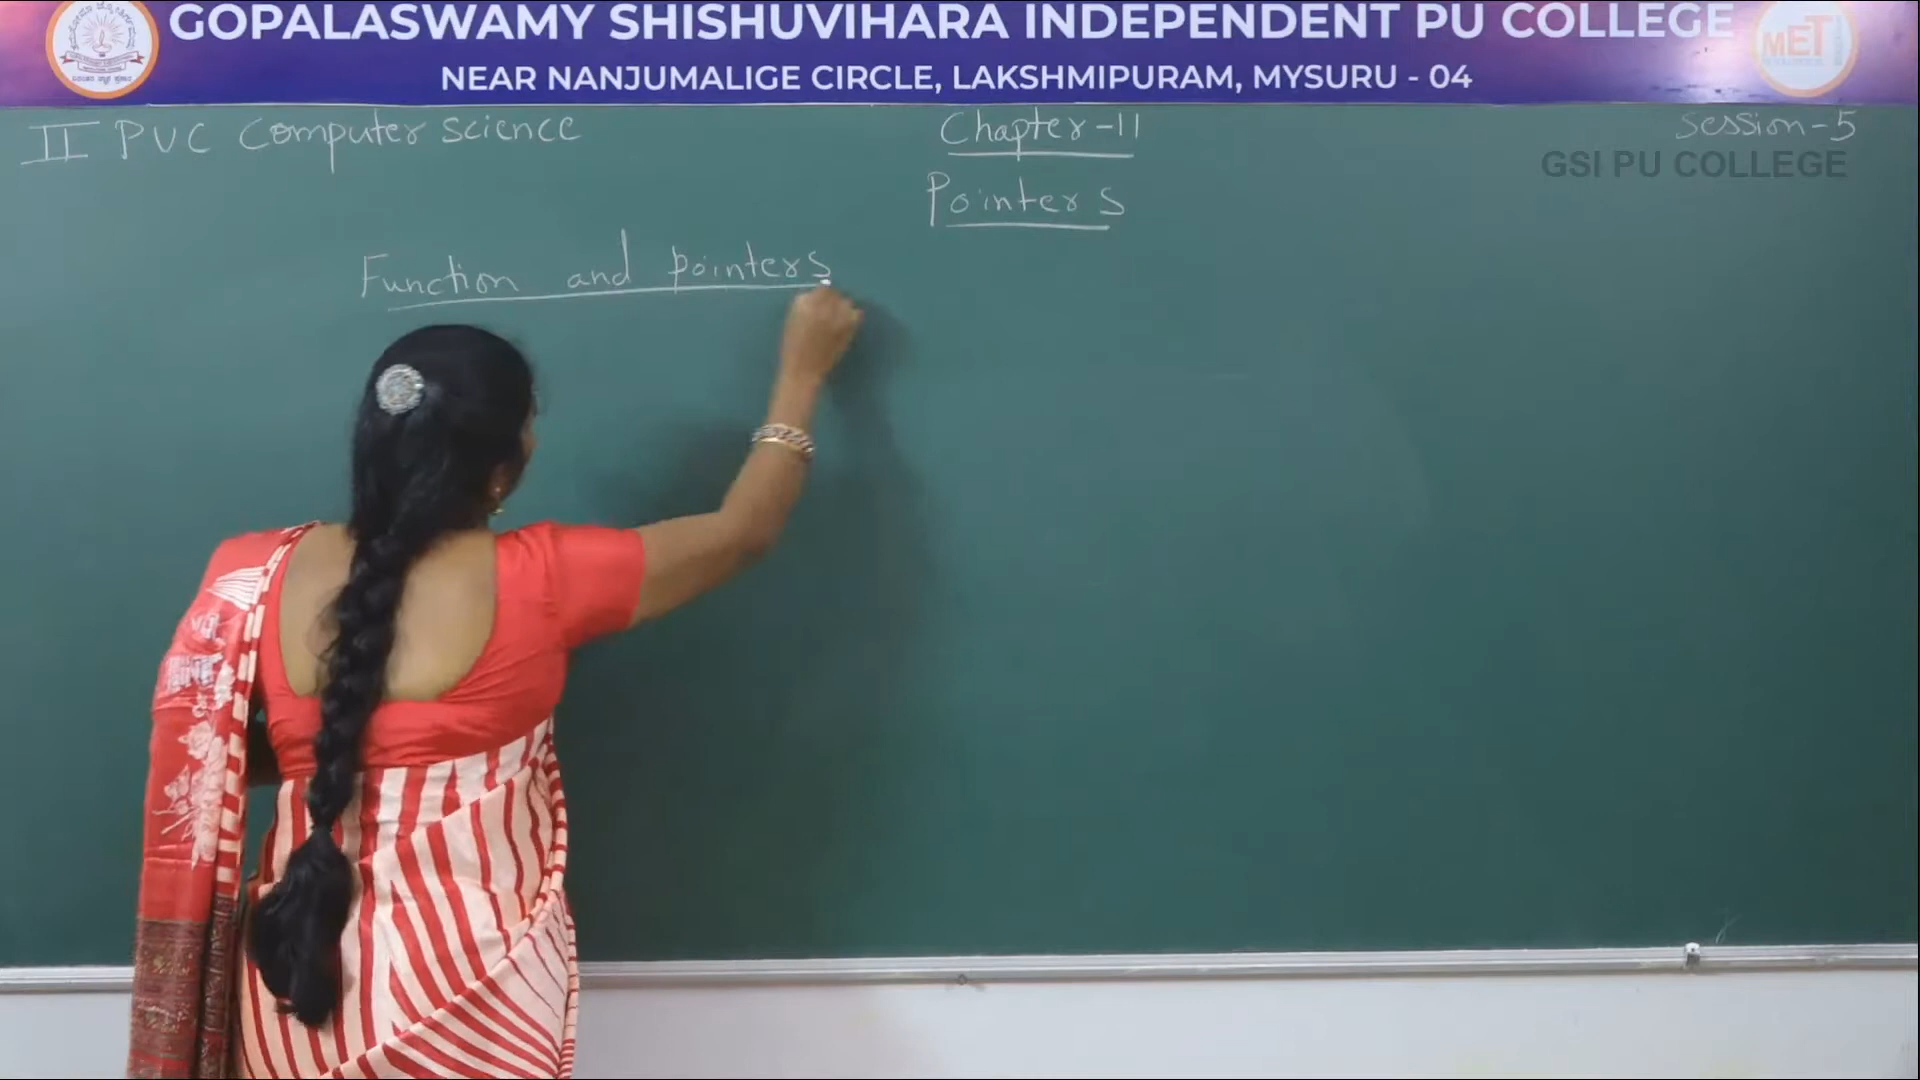 GOPALASWAMY SHISHUVIHARA INDEPENDENT PU COLLEGE
NEAR NANJUMALIGE CIRCLE, LAKSHMIPURAM, MYSURU - 04
MET
II PUC Computer Science
Chapter-11
Session-5
GSI PU COLLEGE
Pointers
Function and pointers